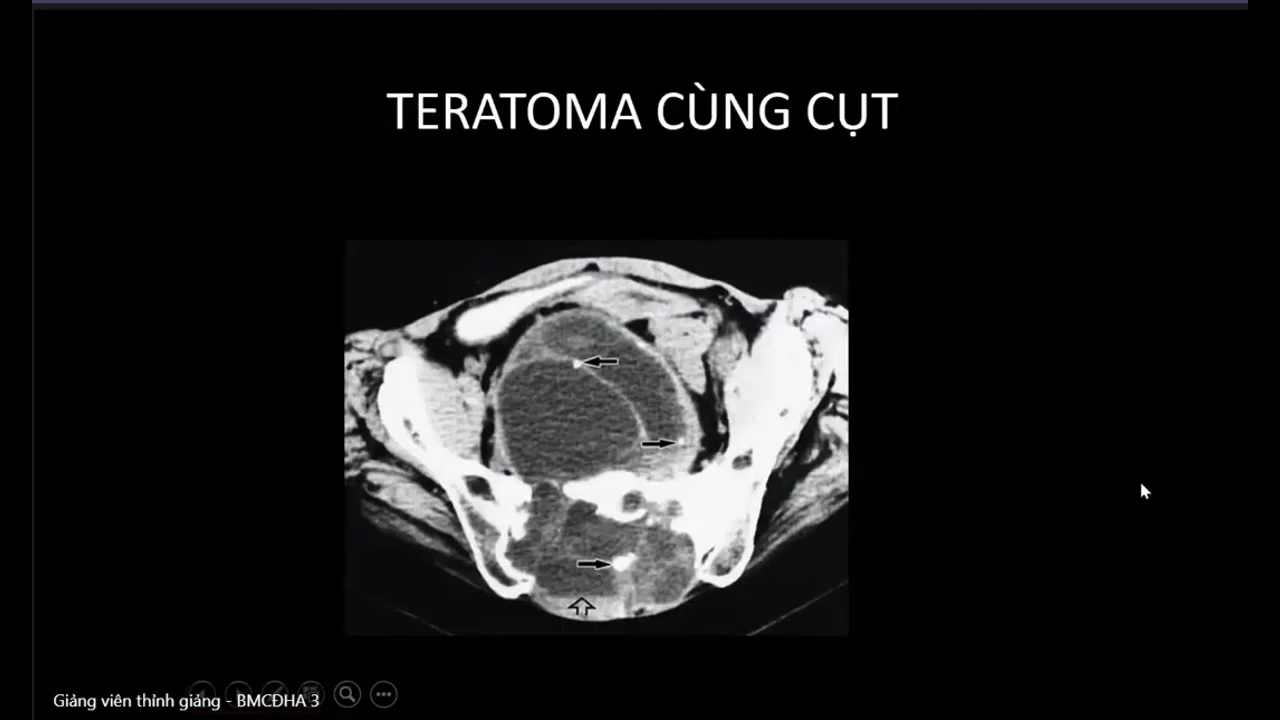 TERATOMA CÙNG CỤT
Giảng viên thỉnh giảng - BMCĐHA 3